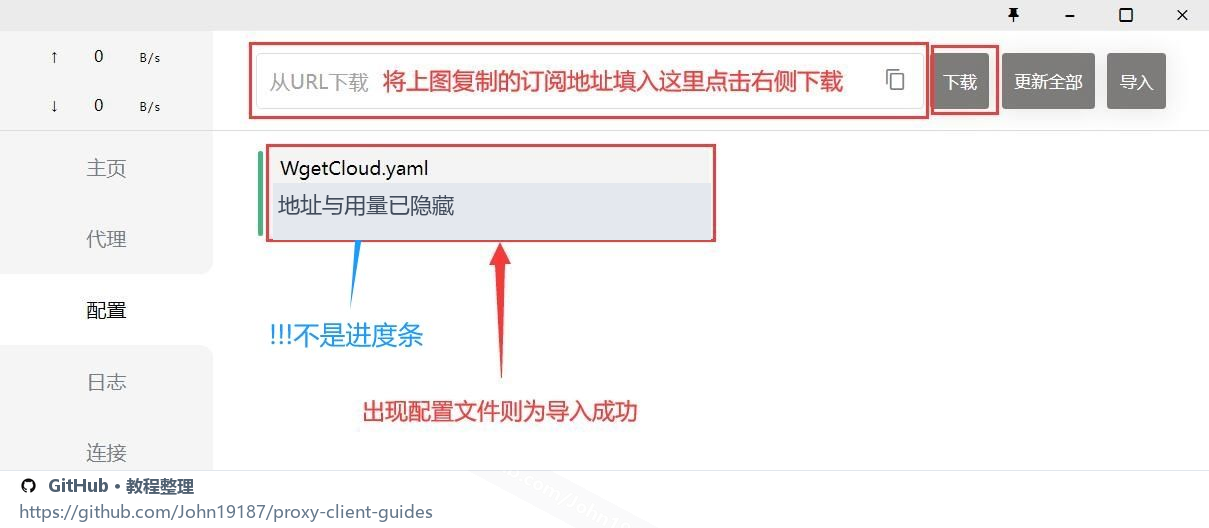 ↑ 0 B/s
从URL下载 将上图复制的订阅地址填入这里点击右侧下载 下载 更新全部 导入
↓ 0 B/s
主页
WgetCloud.yaml
地址与用量已隐藏
代理
配置
!!!不是进度条
日志
出现配置文件则为导入成功
连接
GitHub · 教程整理
https://github.com/John19187/proxy-client-guides